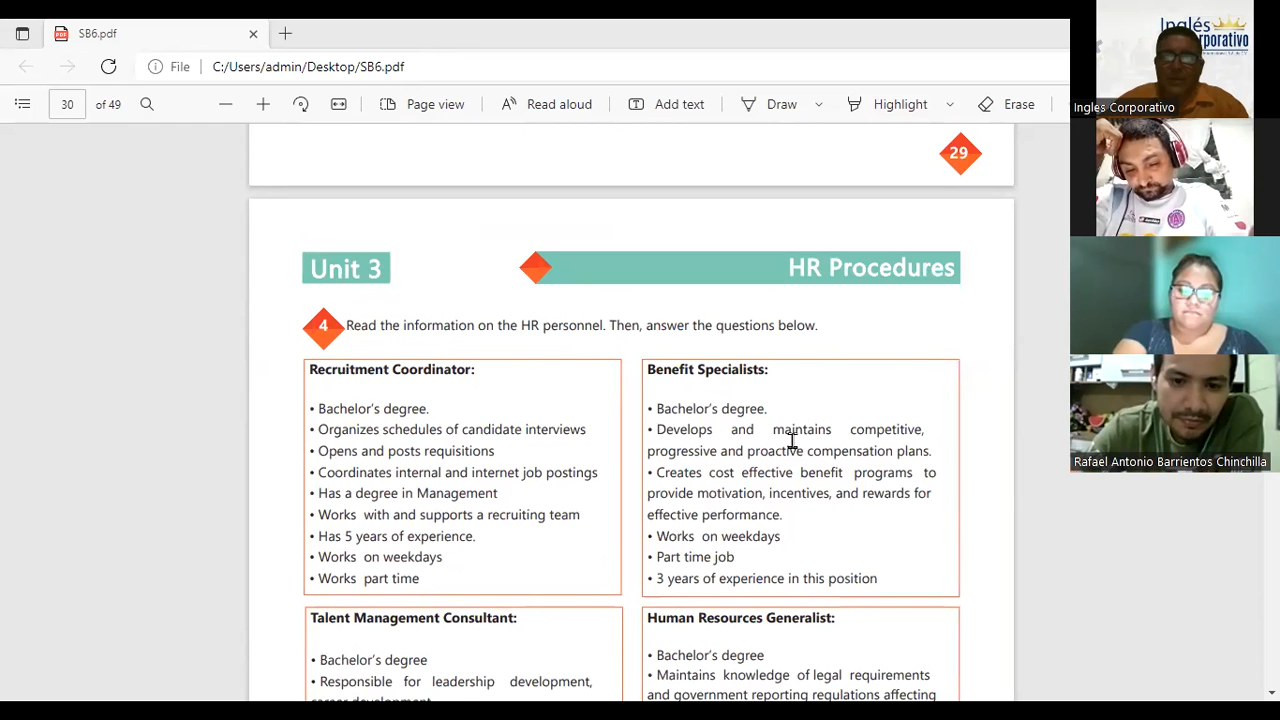 SB6.pdf
File C:/Users/admin/Desktop/SB6.pdf
30 of 49 Page view Read aloud Add text Draw Highlight Erase
29
Unit 3
HR Procedures
4 Read the information on the HR personnel. Then, answer the questions below.
Recruitment Coordinator:
• Bachelor’s degree.
• Organizes schedules of candidate interviews
• Opens and posts requisitions
• Coordinates internal and internet job postings
• Has a degree in Management
• Works with and supports a recruiting team
• Has 5 years of experience.
• Works on weekdays
• Works part time
Benefit Specialists:
• Bachelor’s degree.
• Develops and maintains competitive,
progressive and proactive compensation plans.
• Creates cost effective benefit programs to
provide motivation, incentives, and rewards for
effective performance.
• Works on weekdays
• Part time job
• 3 years of experience in this position
Talent Management Consultant:
• Bachelor’s degree
• Responsible for leadership development,
career development
Human Resources Generalist:
• Bachelor’s degree
• Maintains knowledge of legal requirements
and government reporting regulations affecting
Inglés
Corporativo
Ingles Corporativo
Rafael Antonio Barrientos Chinchilla